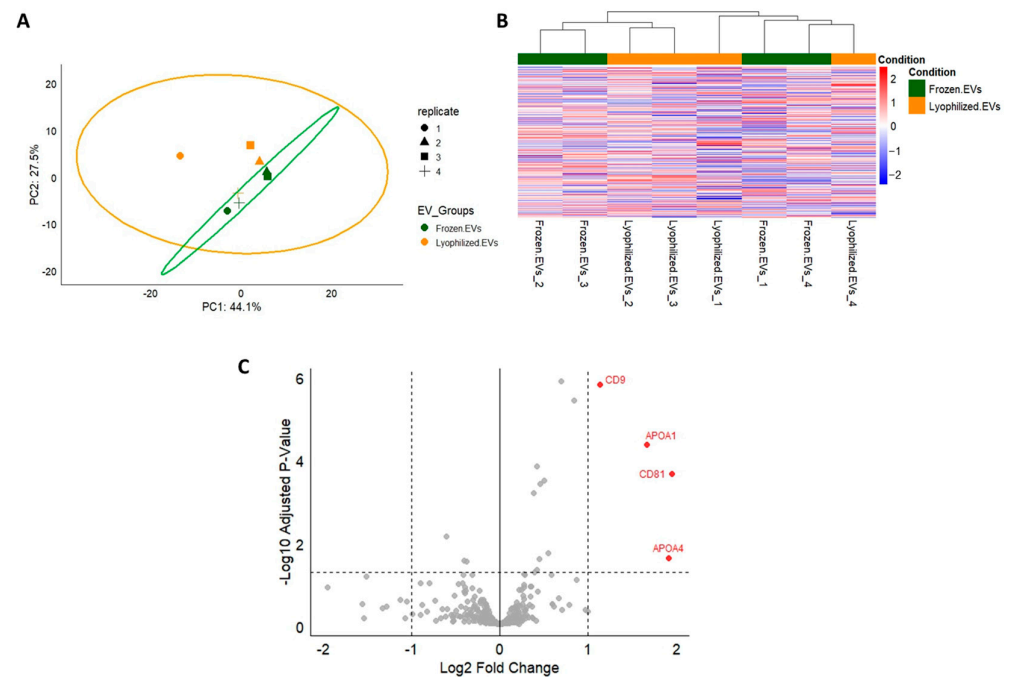 A
20
10
0
-10
-20
PC2: 27.5%
-20
0
20
PC1: 44.1%
replicate
1
2
3
4
EV_Groups
Frozen.EVs
Lyophilized.EVs
B
Condition
2
1
0
−1
−2
Condition
Frozen.EVs
Lyophilized.EVs
Frozen.EVs_2
Frozen.EVs_3
Lyophilized.EVs_2
Lyophilized.EVs_3
Lyophilized.EVs_1
Frozen.EVs_1
Frozen.EVs_4
Lyophilized.EVs_4
C
6
4
2
0
-Log10 Adjusted P-Value
CD9
APOA1
CD81
APOA4
-2
-1
0
1
2
Log2 Fold Change